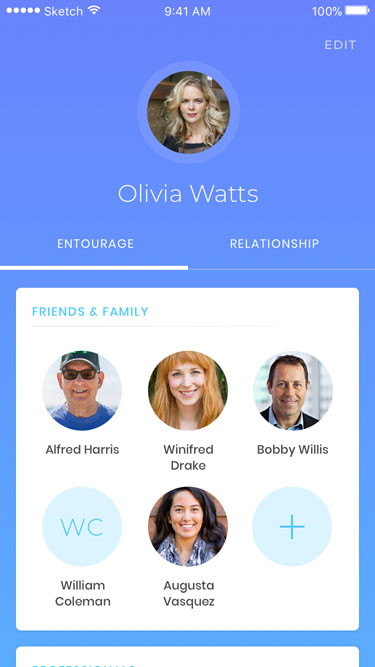 Sketch 9:41 AM 100%
EDIT
Olivia Watts
ENTOURAGE RELATIONSHIP
FRIENDS & FAMILY
Alfred Harris Winifred Drake Bobby Willis
WC
William Coleman Augusta Vasquez